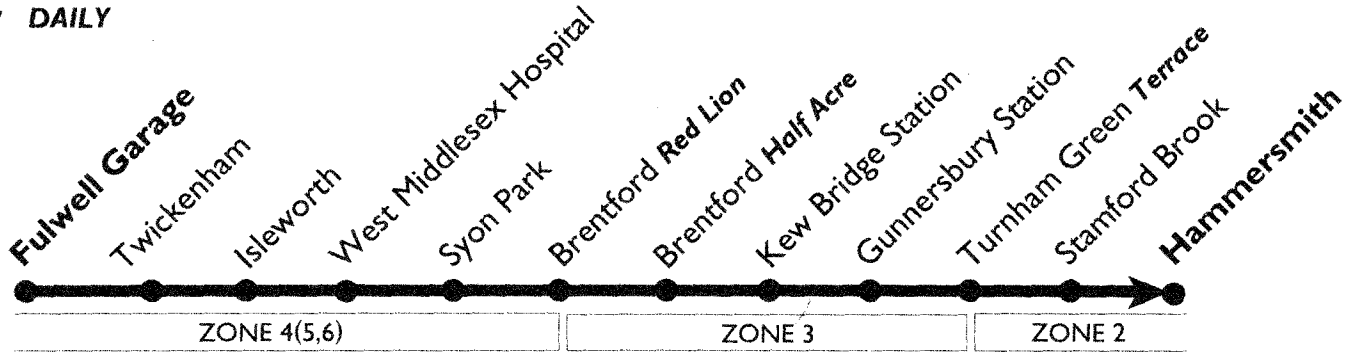 DAILY
Fulwell Garage
Twickenham
Isleworth
West Middlesex Hospital
Syon Park
Brentford Red Lion
Brentford Half Acre
Kew Bridge Station
Gunnersbury Station
Turnham Green Terrace
Stamford Brook
Hammersmith
ZONE 4(5,6)
ZONE 3
ZONE 2